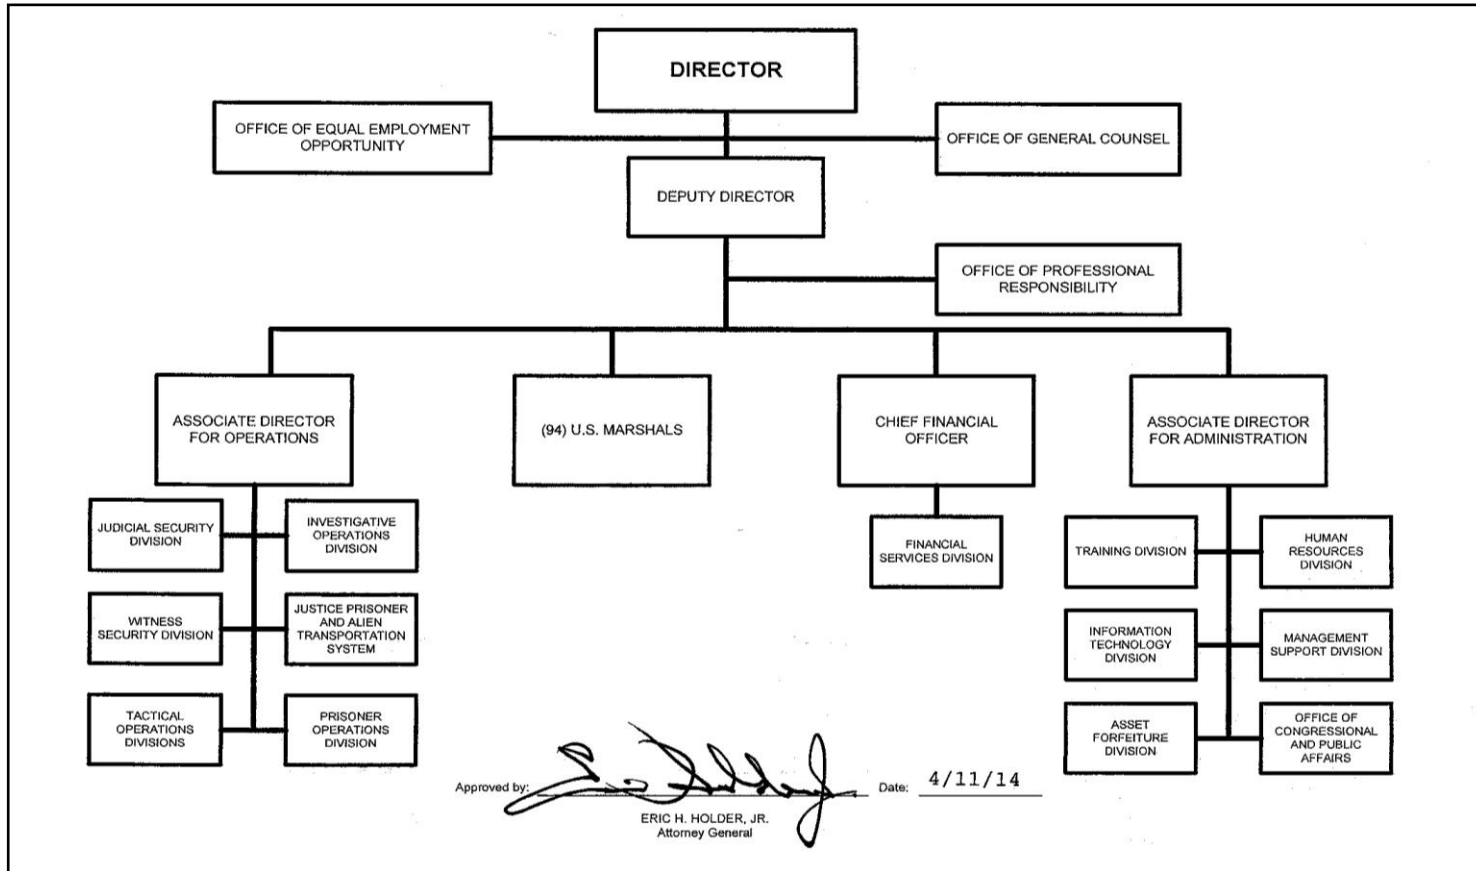 DIRECTOR
OFFICE OF EQUAL EMPLOYMENT
OPPORTUNITY
OFFICE OF GENERAL COUNSEL
DEPUTY DIRECTOR
OFFICE OF PROFESSIONAL
RESPONSIBILITY
ASSOCIATE DIRECTOR
FOR OPERATIONS
(94) U.S. MARSHALS
CHIEF FINANCIAL
OFFICER
ASSOCIATE DIRECTOR
FOR ADMINISTRATION
JUDICIAL SECURITY
DIVISION
INVESTIGATIVE
OPERATIONS
DIVISION
WITNESS
SECURITY DIVISION
JUSTICE PRISONER
AND ALIEN
TRANSPORTATION
SYSTEM
TACTICAL
OPERATIONS
DIVISIONS
PRISONER
OPERATIONS
DIVISION
FINANCIAL
SERVICES DIVISION
TRAINING DIVISION
HUMAN
RESOURCES
DIVISION
INFORMATION
TECHNOLOGY
DIVISION
MANAGEMENT
SUPPORT DIVISION
ASSET
FORFEITURE
DIVISION
OFFICE OF
CONGRESSIONAL
AND PUBLIC
AFFAIRS
Approved by:
Date: 4/11/14
ERIC H. HOLDER, JR.
Attorney General